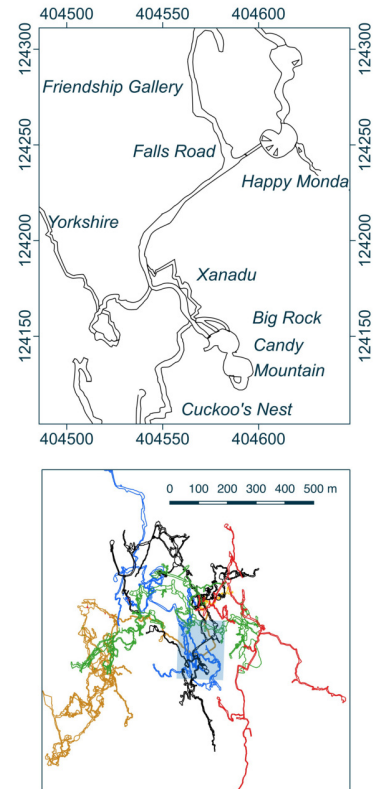 404500 404550 404600
124300 124300
Friendship Gallery
124250 124250
Falls Road
Happy Monda
124200 124200
Yorkshire
Xanadu
Big Rock
124150 124150
Candy
Mountain
Cuckoo's Nest
404500 404550 404600
0 100 200 300 400 500 m